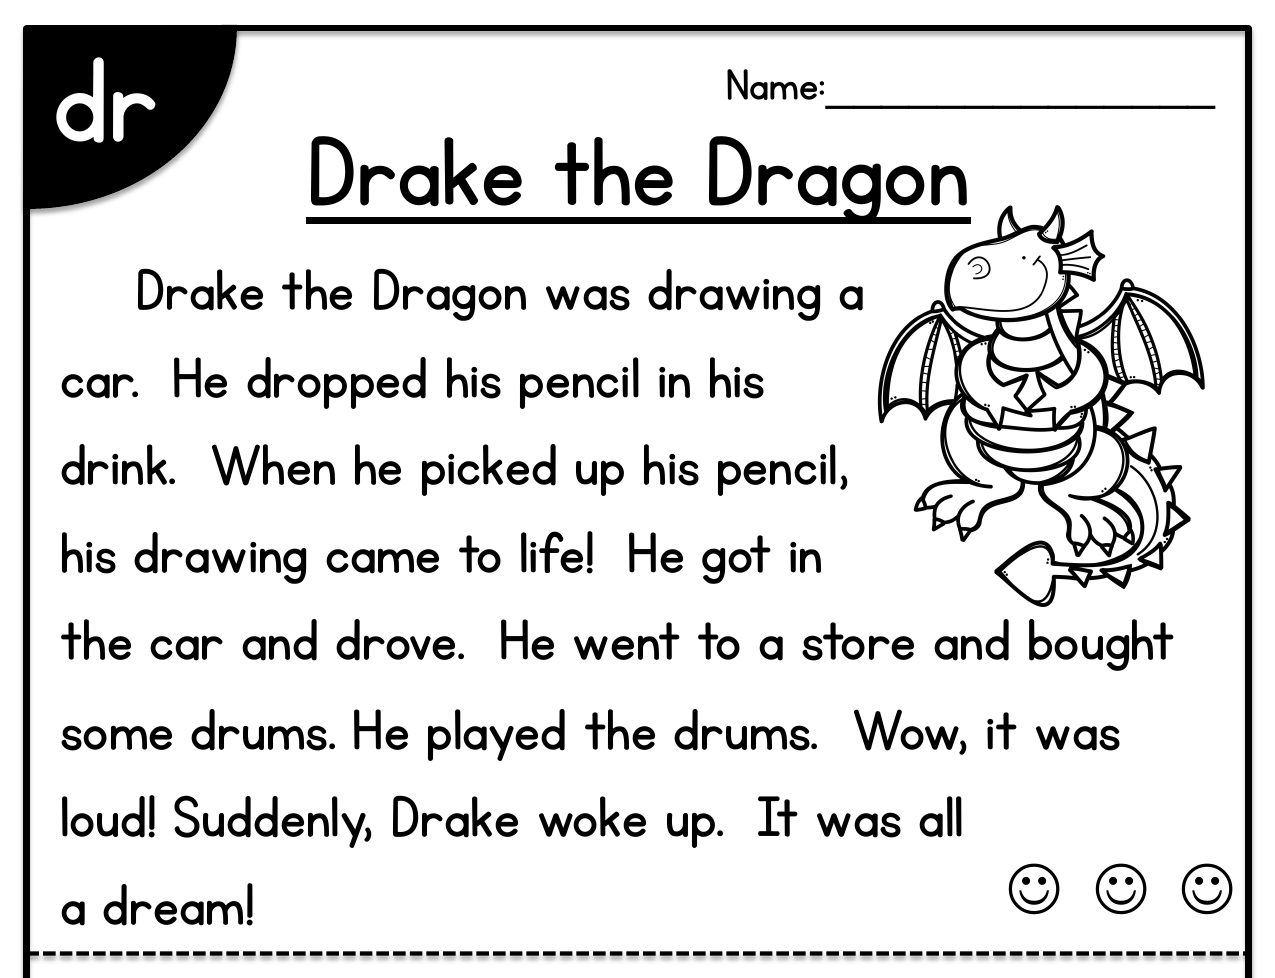 dr
Name:
Drake the Dragon
Drake the Dragon was drawing a
car.  He dropped his pencil in his
drink.  When he picked up his pencil,
his drawing came to life!  He got in
the car and drove.  He went to a store and bought
some drums. He played the drums.  Wow, it was
loud! Suddenly, Drake woke up.  It was all
a dream!